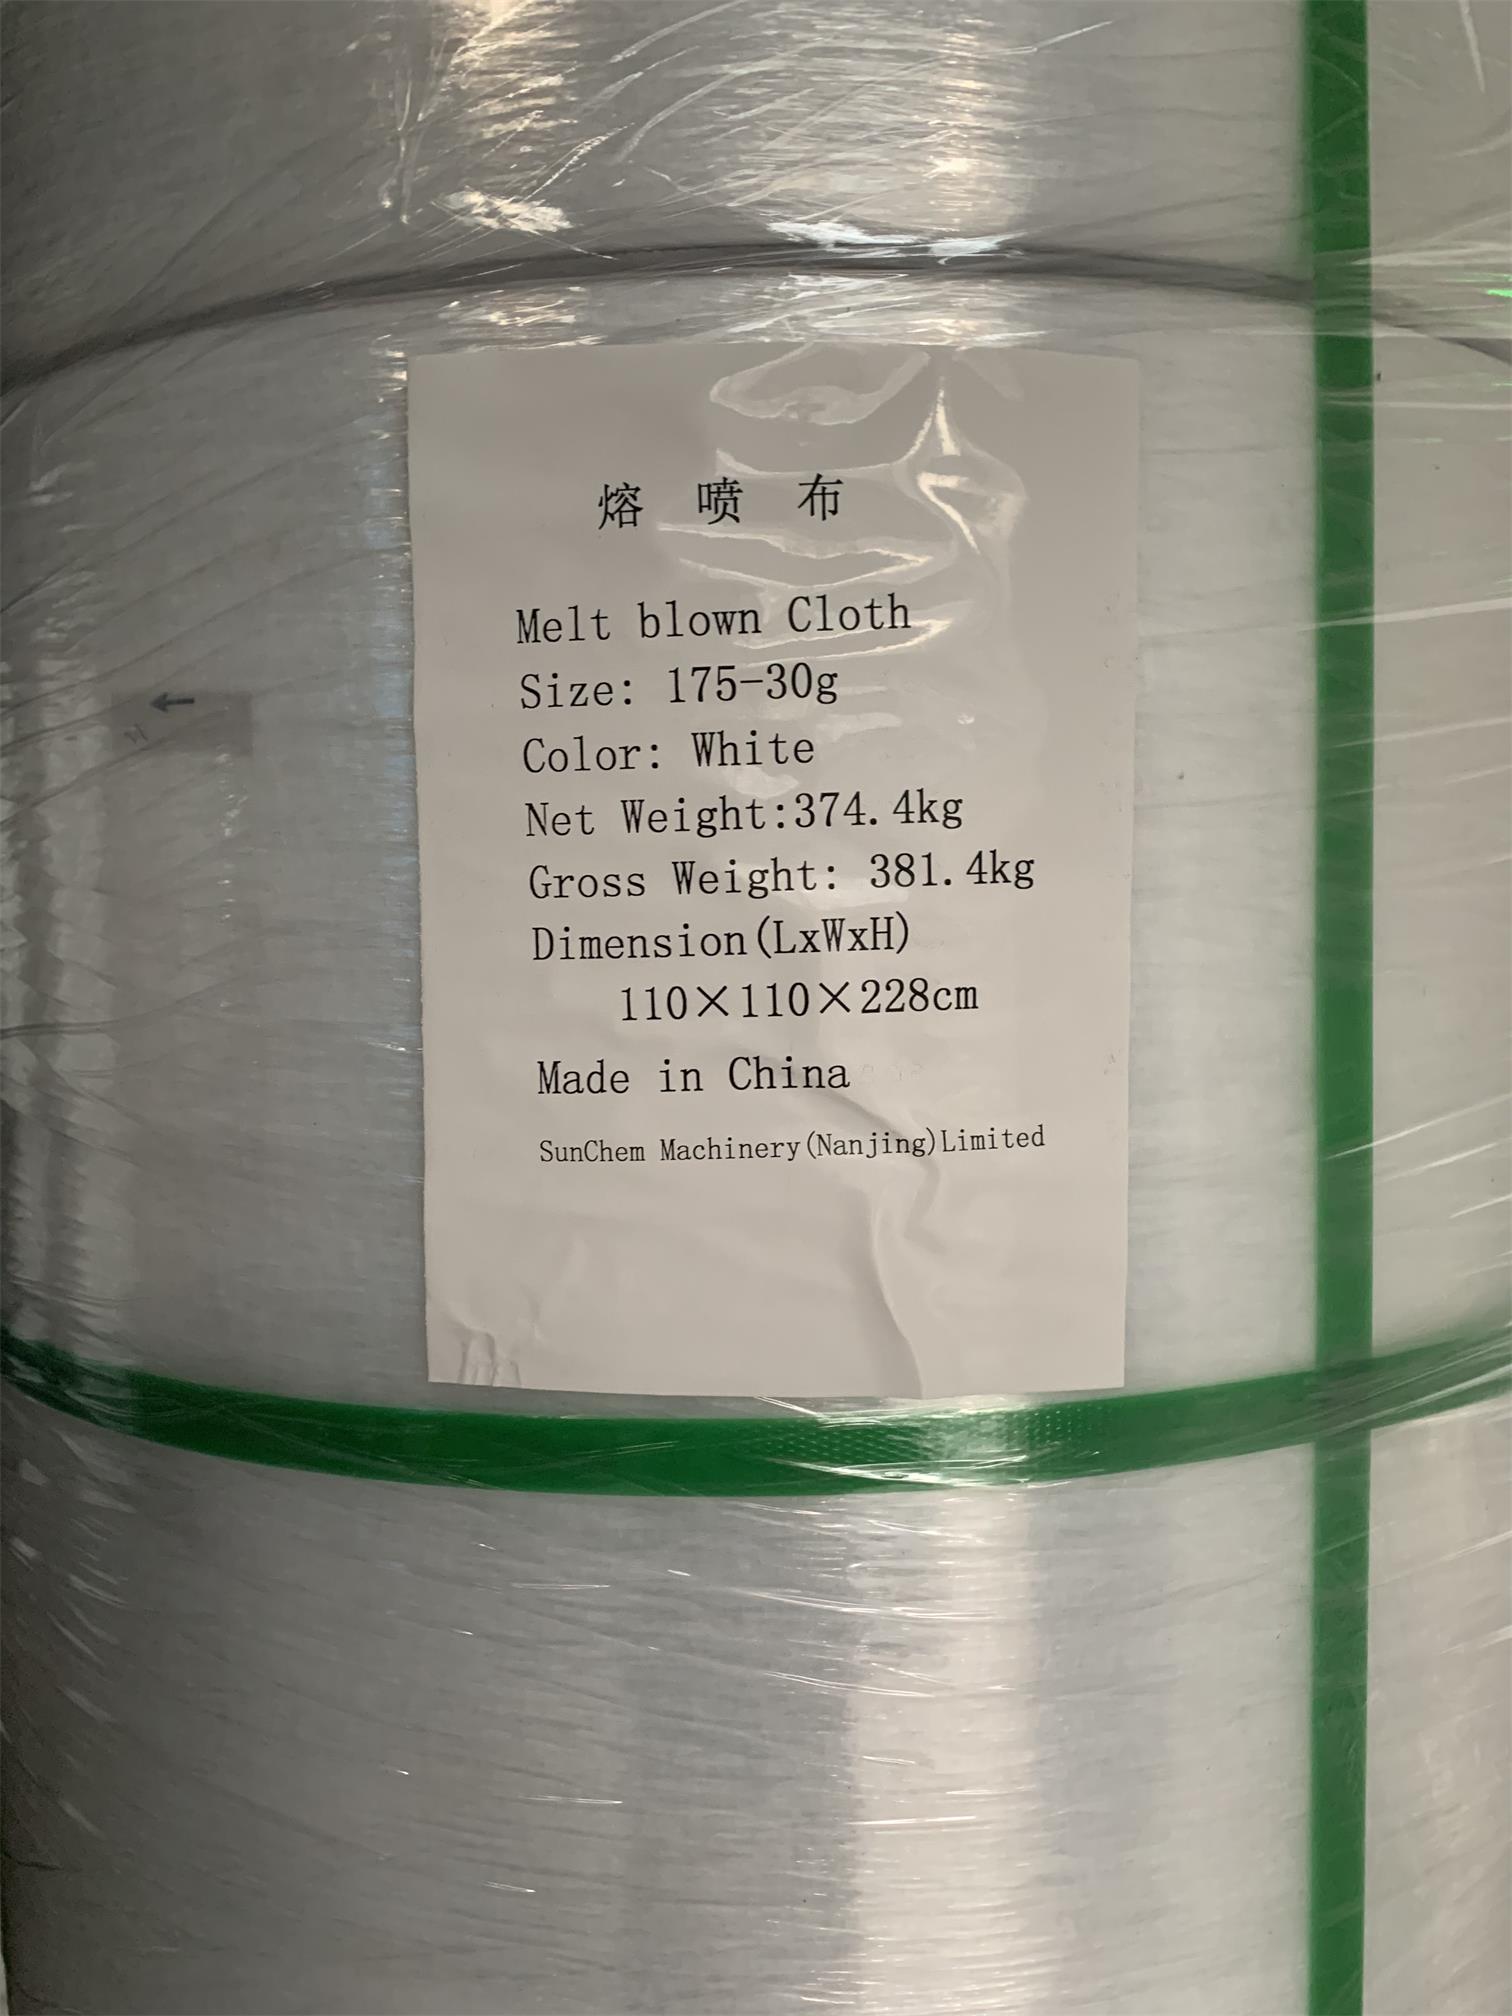 熔 喷 布
Melt blown Cloth
Size: 175-30g
Color: White
Net Weight:374.4kg
Gross Weight: 381.4kg
Dimension(LxWxH)
110×110×228cm
Made in China
SunChem Machinery(Nanjing)Limited